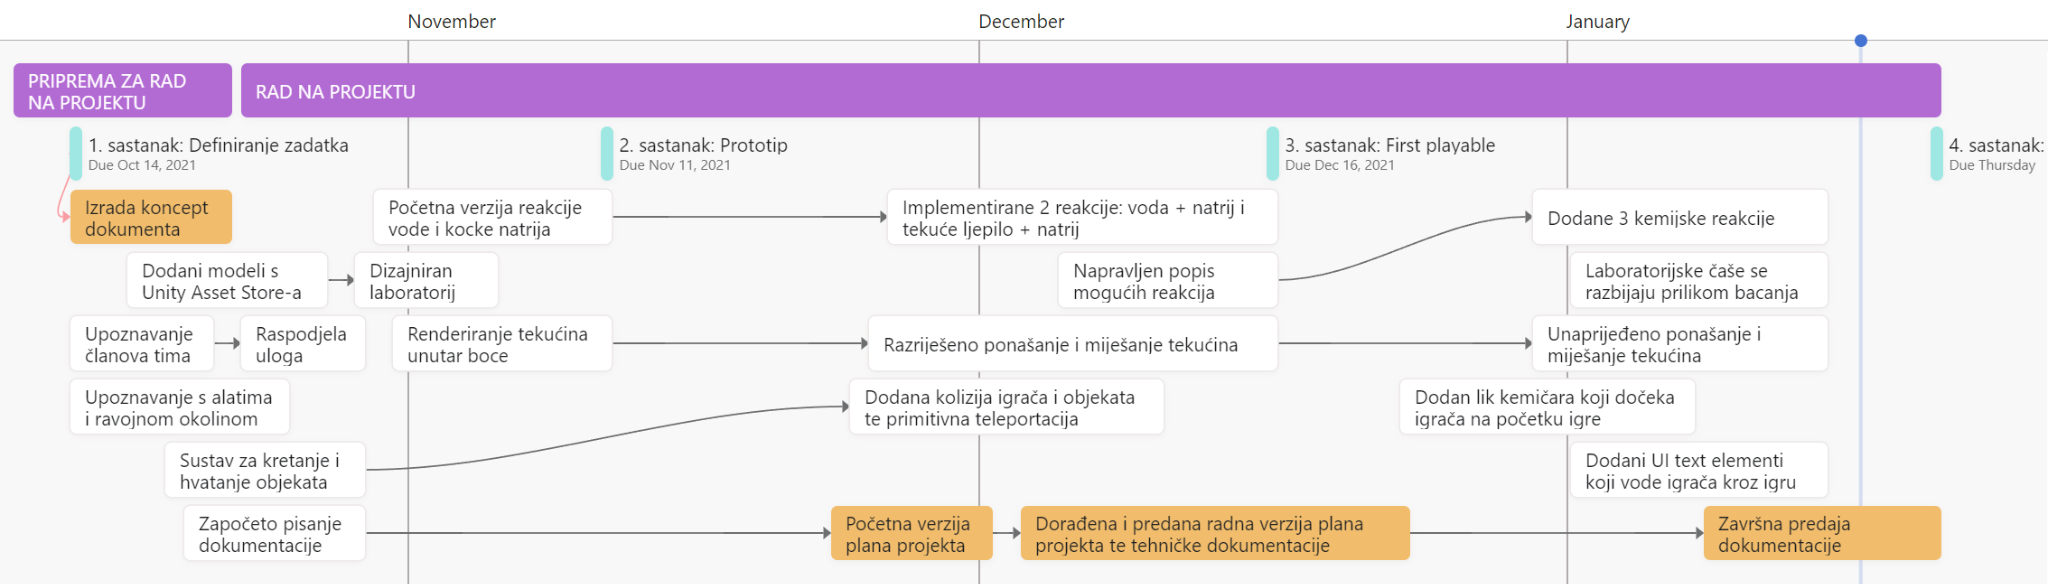 November
December
January
PRIPREMA ZA RAD
NA PROJEKTU
RAD NA PROJEKTU
1. sastanak: Definiranje zadatka
Due Oct 14, 2021
2. sastanak: Prototip
Due Nov 11, 2021
3. sastanak: First playable
Due Dec 16, 2021
4. sastanak:
Due Thursday
Izrada koncept
dokumenta
Početna verzija reakcije
vode i kocke natrija
Implementirane 2 reakcije: voda + natrij i
tekuće ljepilo + natrij
Dodane 3 kemijske reakcije
Dodani modeli s
Unity Asset Store-a
Dizajniran
laboratorij
Napravljen popis
mogućih reakcija
Laboratorijske čaše se
razbijaju prilikom bacanja
Upoznavanje
članova tima
Raspodjela
uloga
Renderiranje tekućina
unutar boce
Razriješeno ponašanje i miješanje tekućina
Unaprijeđeno ponašanje i
miješanje tekućina
Upoznavanje s alatima
i ravojnom okolinom
Dodana kolizija igrača i objekata
te primitivna teleportacija
Dodan lik kemičara koji dočeka
igrača na početku igre
Sustav za kretanje i
hvatanje objekata
Dodani UI text elementi
koji vode igrača kroz igru
Započeto pisanje
dokumentacije
Početna verzija
plana projekta
Dorađena i predana radna verzija plana
projekta te tehničke dokumentacije
Završna predaja
dokumentacije